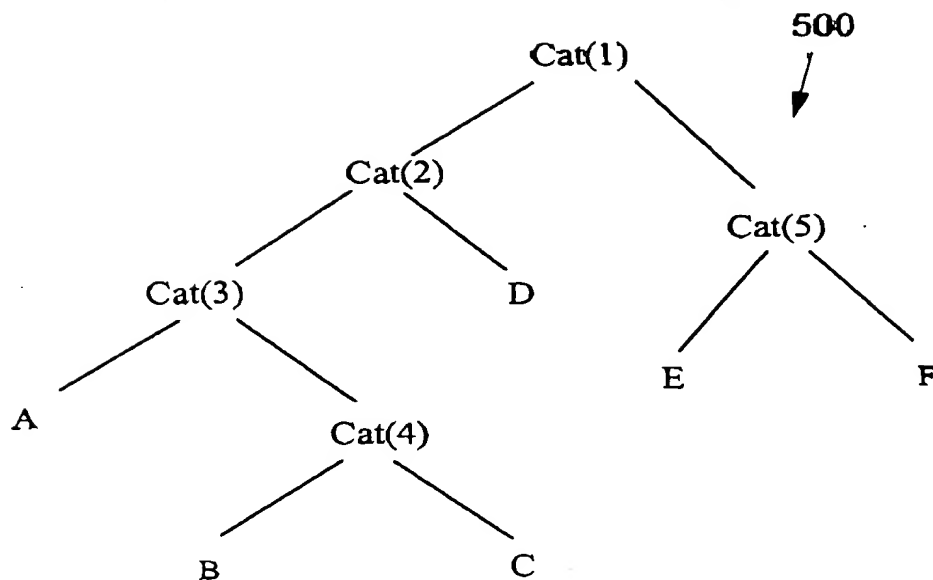 500
Cat(1)
Cat(2)
Cat(5)
D
Cat(3)
E
F
A
Cat(4)
B
C